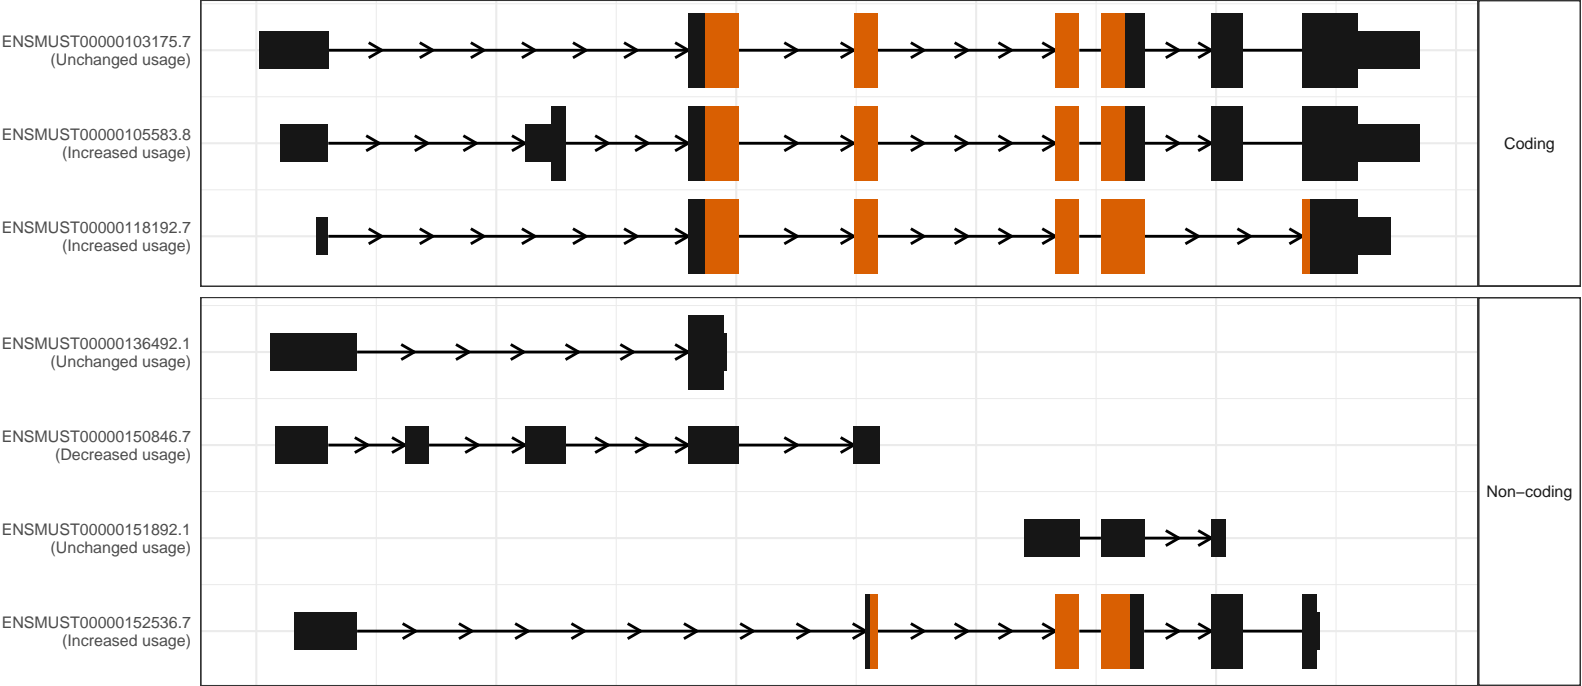 ENSMUST00000103175.7
(Unchanged usage)
ENSMUST00000105583.8
(Increased usage)
Coding
ENSMUST00000118192.7
(Increased usage)
ENSMUST00000136492.1
(Unchanged usage)
ENSMUST00000150846.7
(Decreased usage)
Non−coding
ENSMUST00000151892.1
(Unchanged usage)
ENSMUST00000152536.7
(Increased usage)